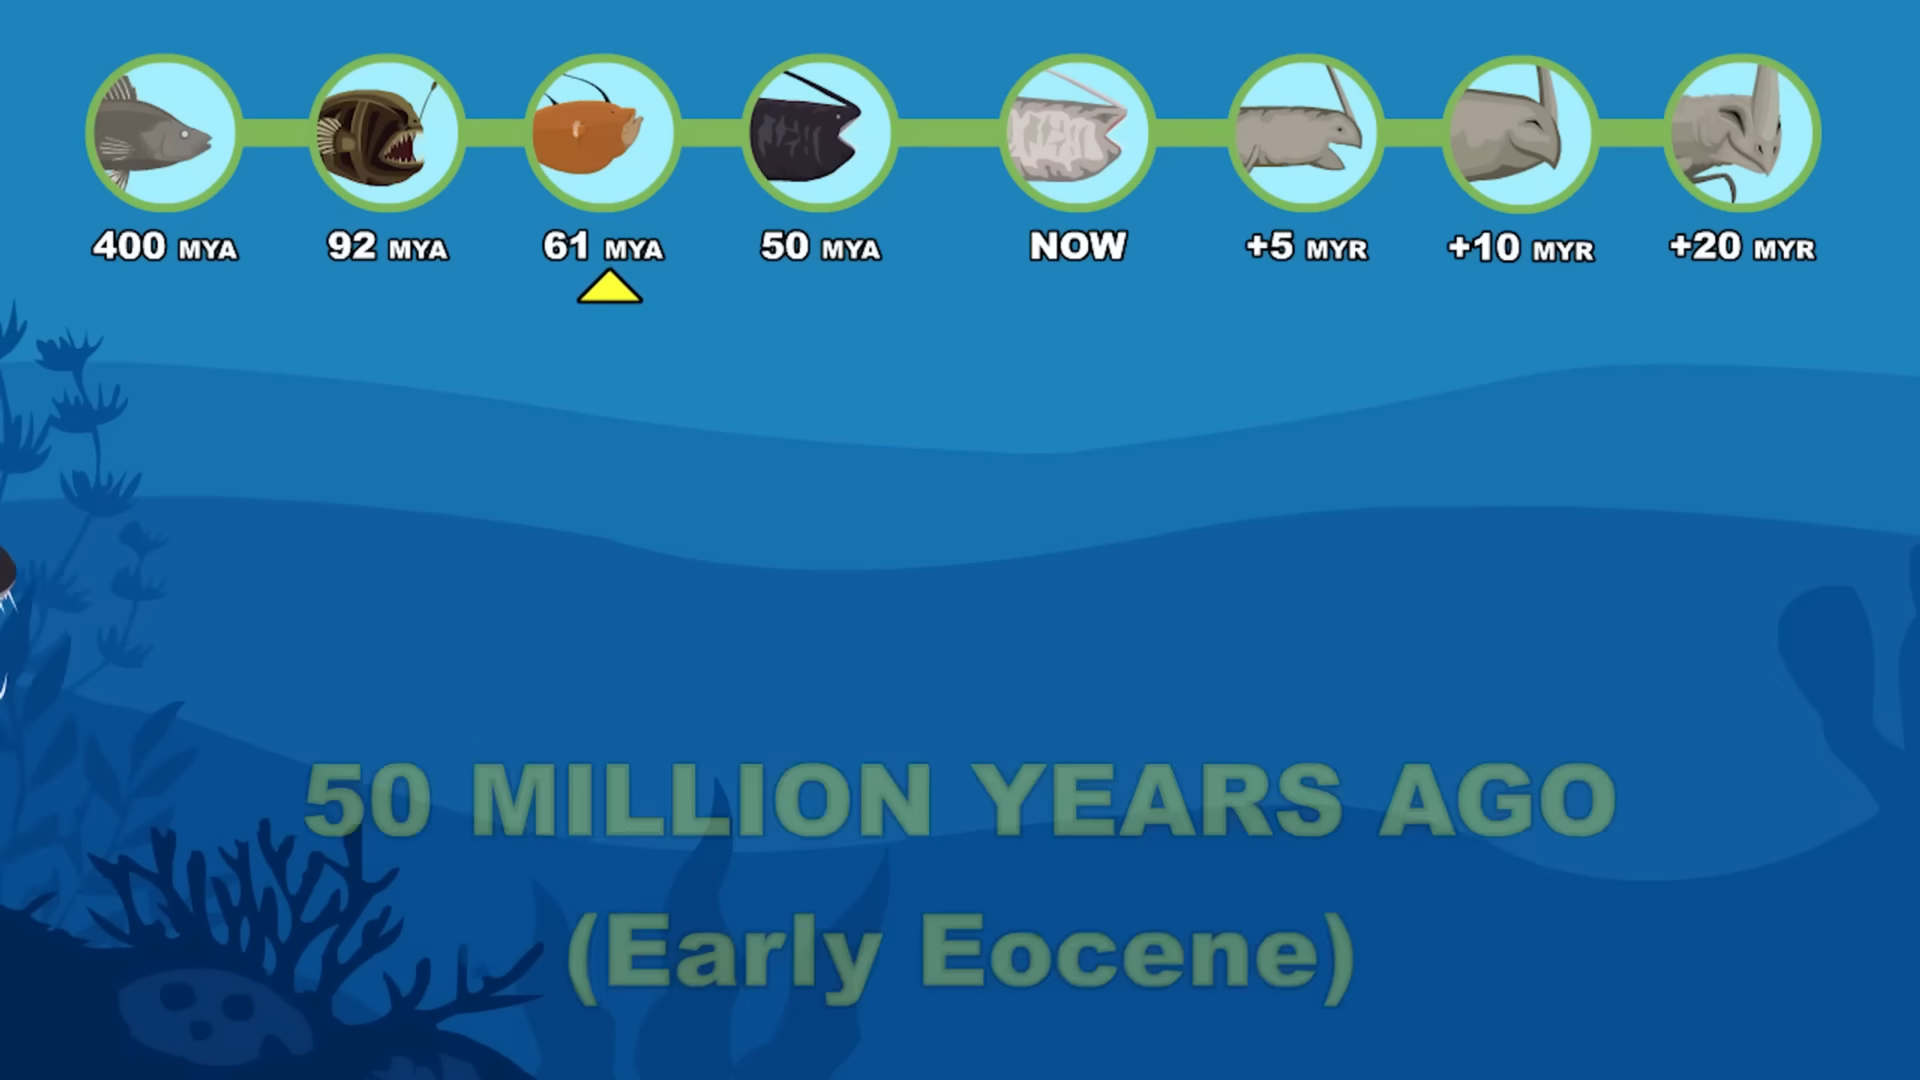 400 MYA 92 MYA 61 MYA 50 MYA NOW +5 MYR +10 MYR +20 MYR
50 MILLION YEARS AGO
(Early Eocene)